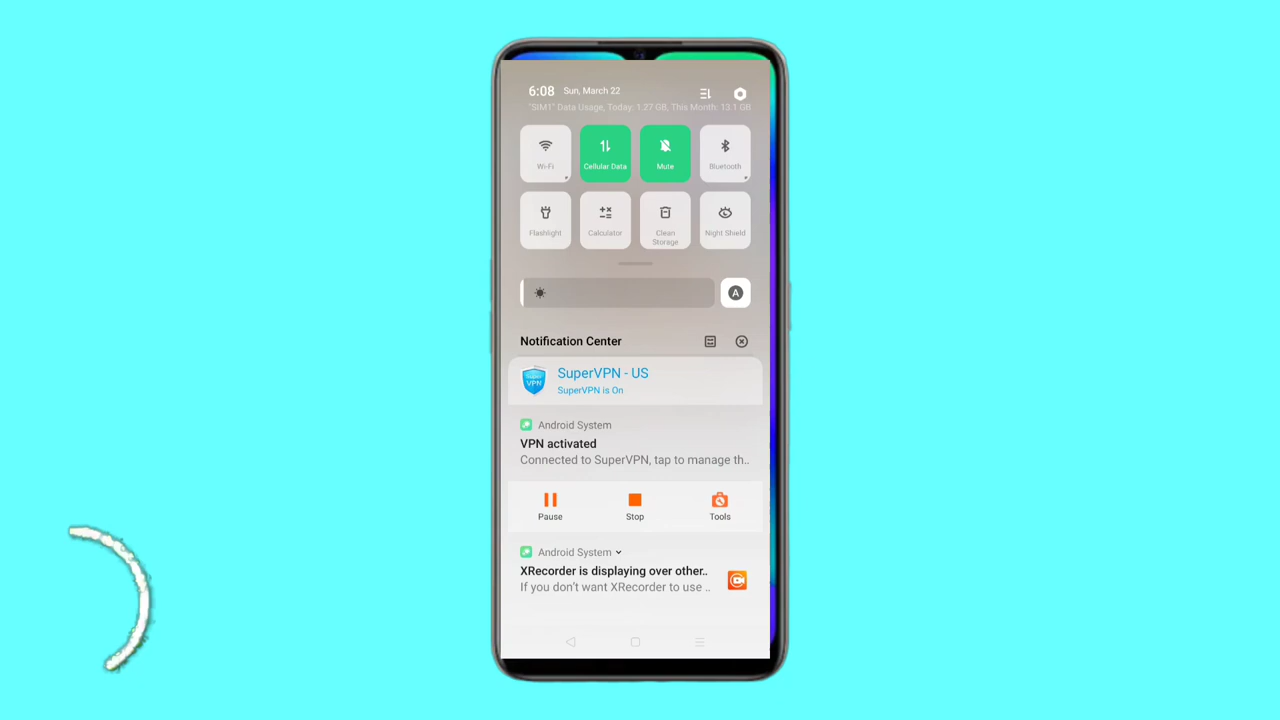 6:08 Sun, March 22
"SIM1" Data Usage, Today: 1.27 GB, This Month: 13.1 GB
Wi-Fi Cellular Data Mute Bluetooth
Flashlight Calculator Clean Storage Night Shield
A
Notification Center
SUPER VPN
SuperVPN - US
SuperVPN is On
Android System
VPN activated
Connected to SuperVPN, tap to manage th..
Pause Stop Tools
Android System
XRecorder is displaying over other..
If you don't want XRecorder to use ..